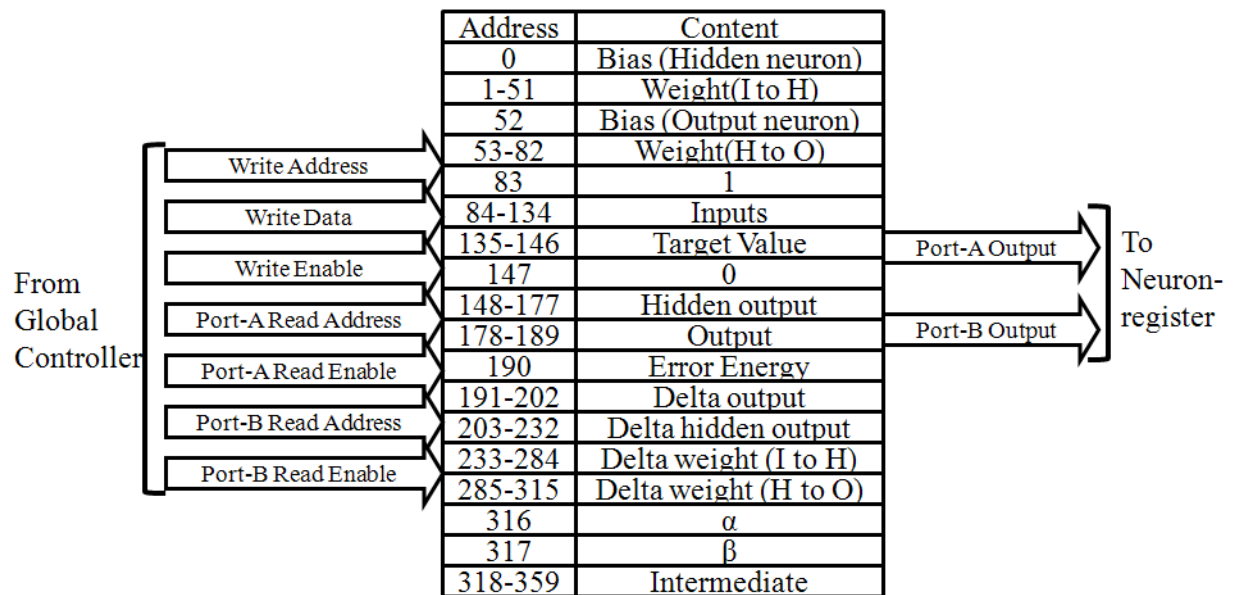 Address Content
0 Bias (Hidden neuron)
1-51 Weight(I to H)
52 Bias (Output neuron)
53-82 Weight(H to O)
83 1
84-134 Inputs
135-146 Target Value
147 0
148-177 Hidden output
178-189 Output
190 Error Energy
191-202 Delta output
203-232 Delta hidden output
233-284 Delta weight (I to H)
285-315 Delta weight (H to O)
316 α
317 β
318-359 Intermediate
From
Global
Controller
Write Address
Write Data
Write Enable
Port-A Read Address
Port-A Read Enable
Port-B Read Address
Port-B Read Enable
Port-A Output
Port-B Output
To
Neuron-
register